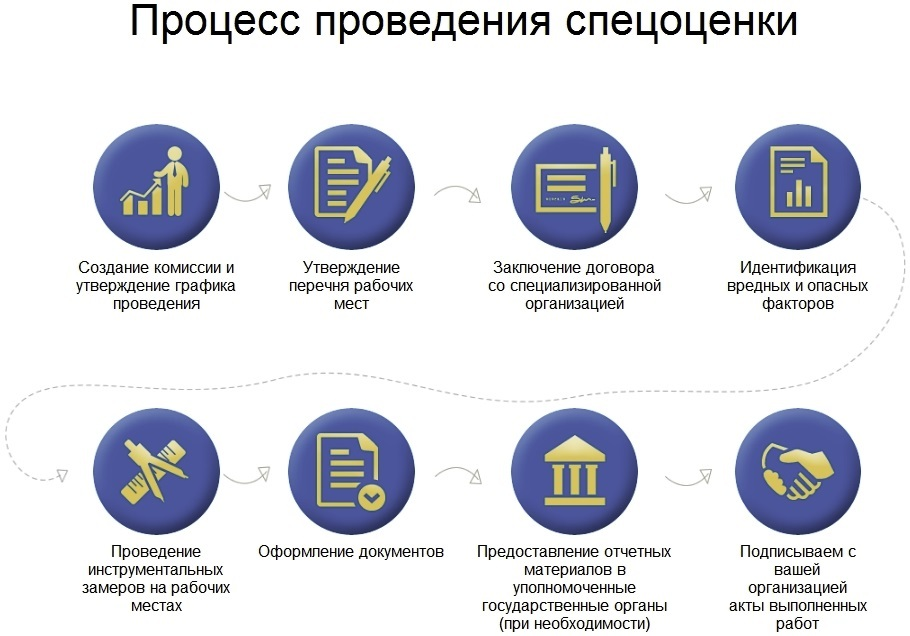 Процесс проведения спецоценки
Создание комиссии и
утверждение графика
проведения
Утверждение
перечня рабочих
мест
Заключение договора
со специализированной
организацией
Идентификация
вредных и опасных
факторов
Проведение
инструментальных
замеров на рабочих
местах
Оформление документов
Предоставление отчетных
материалов в
уполномоченные
государственные органы
(при необходимости)
Подписываем с
вашей
организацией
акты выполненных
работ